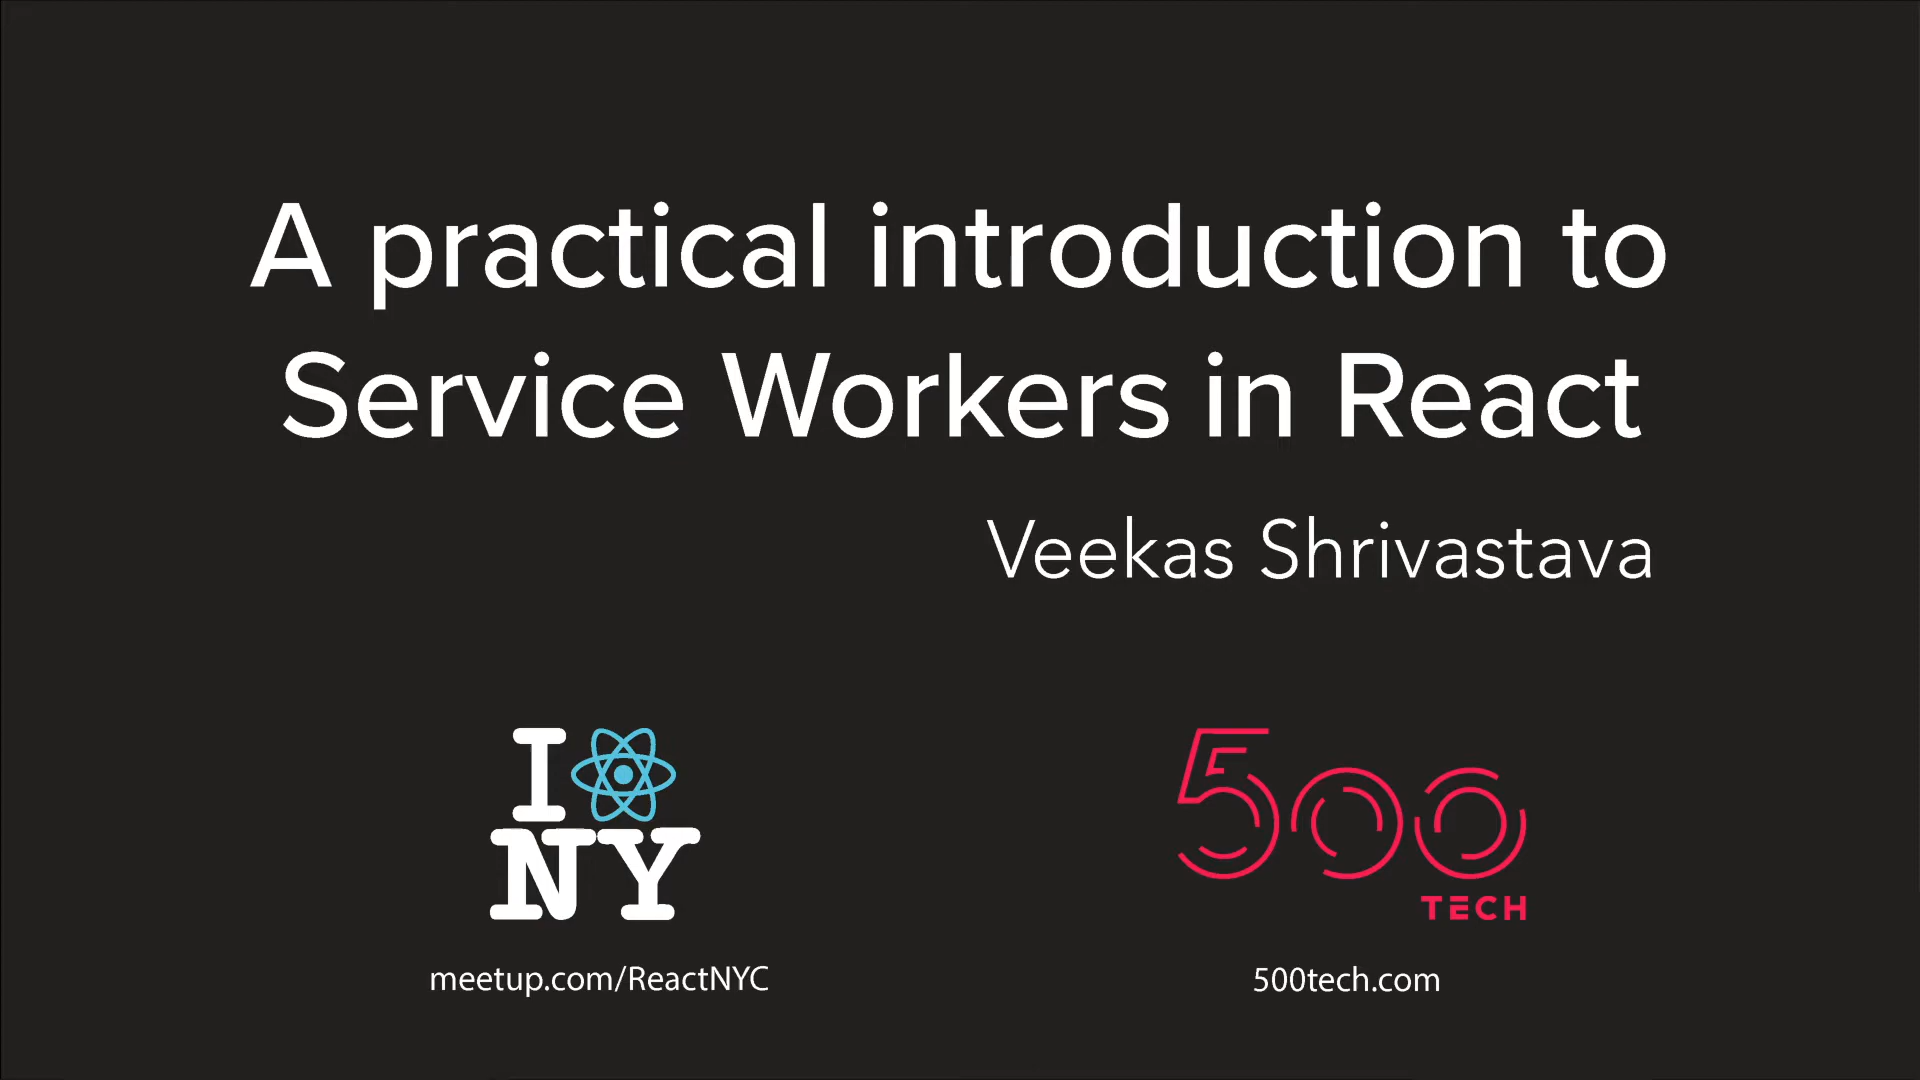 A practical introduction to
Service Workers in React
Veekas Shrivastava
I
NY
meetup.com/ReactNYC
500
TECH
500tech.com